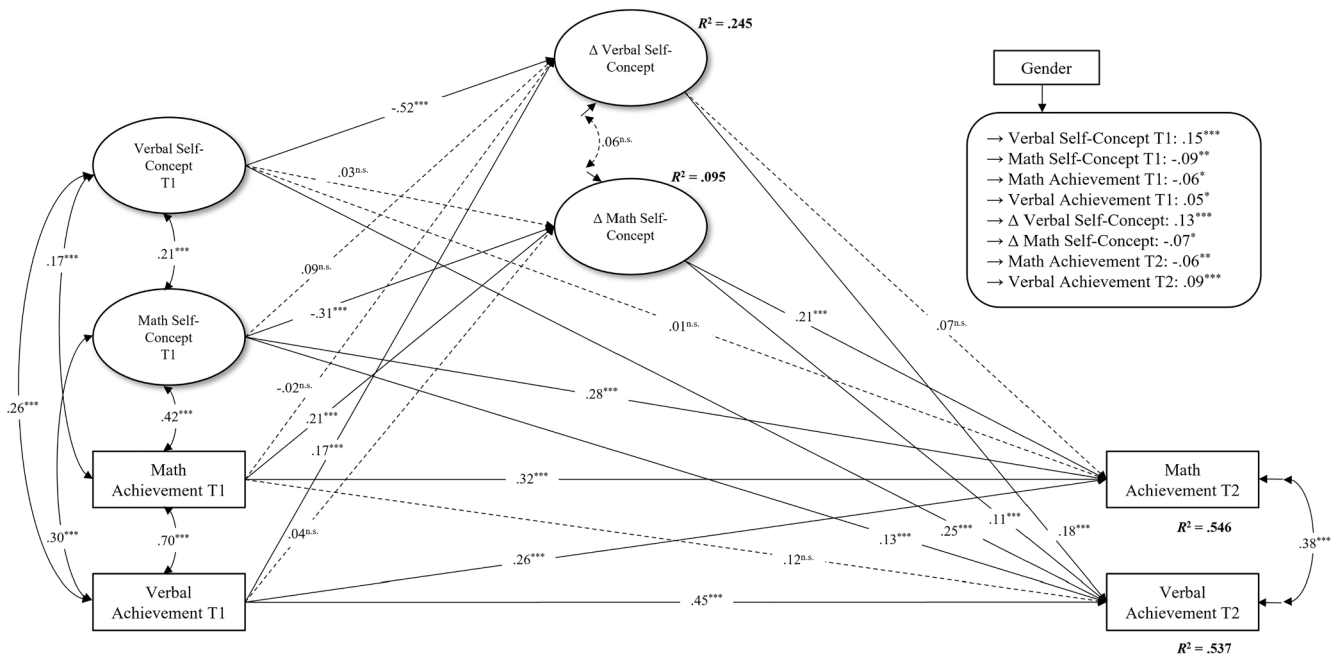 R² = .245
Δ Verbal Self-
Concept
Gender
-.52***
→ Verbal Self-Concept T1: .15***
→ Math Self-Concept T1: -.09**
→ Math Achievement T1: -.06*
→ Verbal Achievement T1: .05*
→ Δ Verbal Self-Concept: .13***
→ Δ Math Self-Concept: -.07*
→ Math Achievement T2: -.06**
→ Verbal Achievement T2: .09***
Verbal Self-
Concept
T1
.06n.s.
.03n.s.
R² = .095
Δ Math Self-
Concept
.17***
.21***
.09n.s.
-.31***
Math Self-
Concept
T1
.01n.s.
.21***
.07n.s.
-.02n.s.
.28***
.26***
.42***
.21***
.17***
Math
Achievement T1
.32***
Math
Achievement T2
R² = .546
.30***
.70***
.04n.s.
.26***
.12n.s.
.13***
.25***
.11***
.18***
.38***
Verbal
Achievement T1
.45***
Verbal
Achievement T2
R² = .537